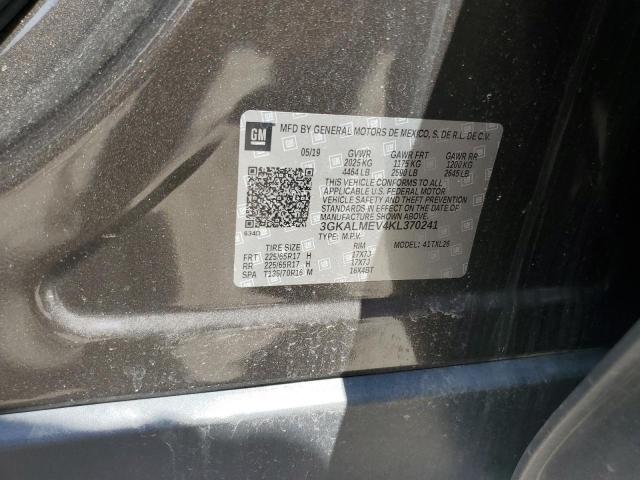 GM
MFD BY GENERAL MOTORS DE MEXICO, S. DE R.L. DE C.V.
05/19 GVWR GAWR FRT GAWR RR
2025 KG 1175 KG 1200 KG
4464 LB 2590 LB 2645 LB
THIS VEHICLE CONFORMS TO ALL
APPLICABLE U.S. FEDERAL MOTOR
VEHICLE SAFETY AND THEFT
PREVENTION STANDARDS IN EFFECT
ON THE DATE OF
MANUFACTURE SHOWN ABOVE.
3GKALMEV4KL370241
TYPE: M.P.V. MODEL: 41TXL26
TIRE SIZE RIM
FRT 225/65R17 H 17X7J
RR 225/65R17 H 17X7J
SPA T135/70R16 M 16X4BT